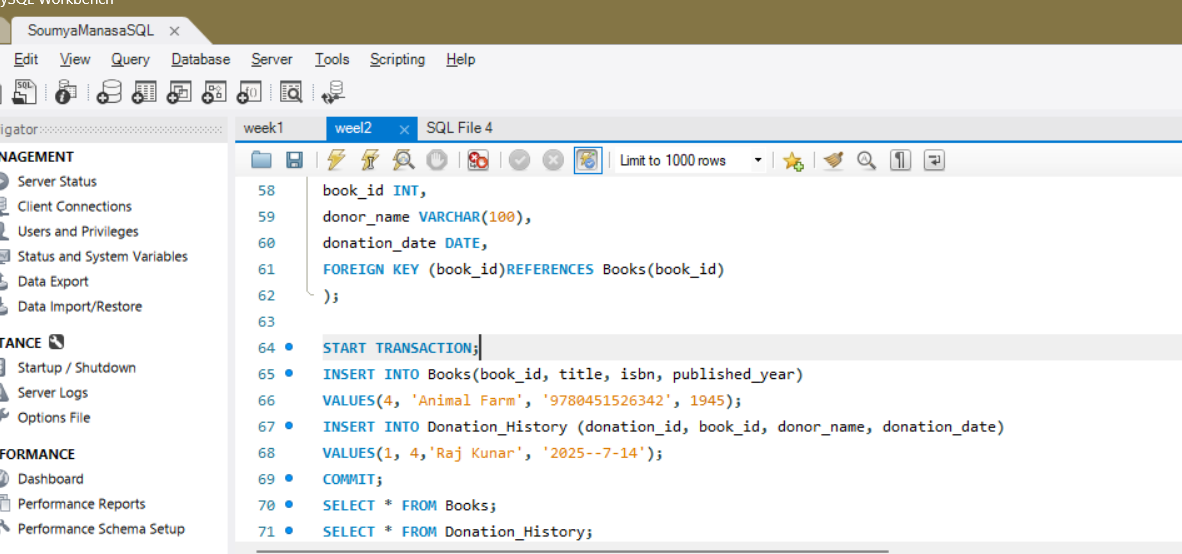 ySQL Workbench
SoumyaManasaSQL
Edit View Query Database Server Tools Scripting Help
igator
week1 weel2 SQL File 4
NAGEMENT
Limit to 1000 rows
Server Status
Client Connections
Users and Privileges
Status and System Variables
Data Export
Data Import/Restore
TANCE
Startup / Shutdown
Server Logs
Options File
FORMANCE
Dashboard
Performance Reports
Performance Schema Setup
58 book_id INT,
59 donor_name VARCHAR(100),
60 donation_date DATE,
61 FOREIGN KEY (book_id)REFERENCES Books(book_id)
62 );
63
64 START TRANSACTION;
65 INSERT INTO Books(book_id, title, isbn, published_year)
66 VALUES(4, 'Animal Farm', '9780451526342', 1945);
67 INSERT INTO Donation_History (donation_id, book_id, donor_name, donation_date)
68 VALUES(1, 4,'Raj Kunar', '2025--7-14');
69 COMMIT;
70 SELECT * FROM Books;
71 SELECT * FROM Donation_History;